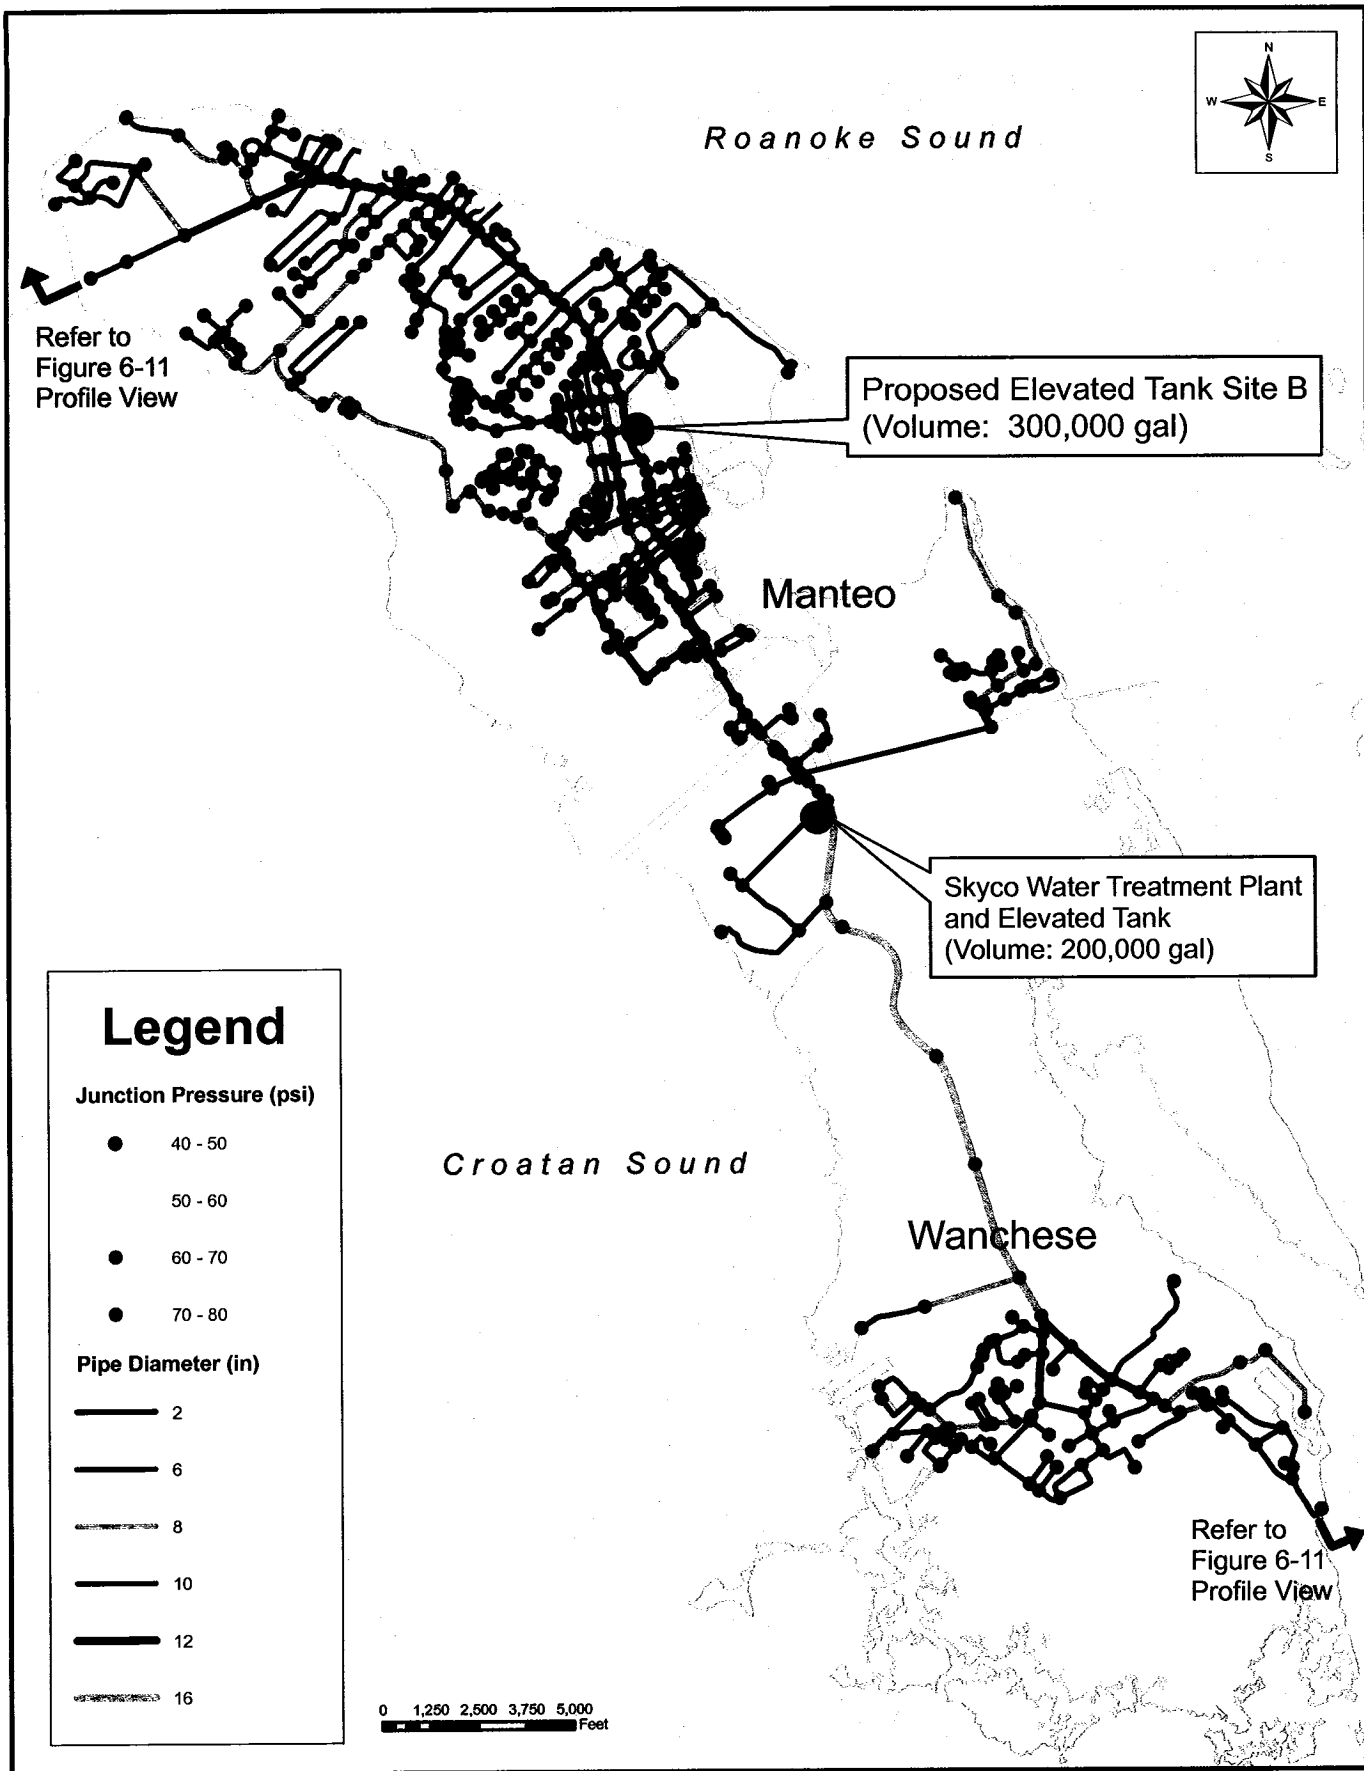 N
W
E
S
Roanoke Sound
Refer to
Figure 6-11
Profile View
Proposed Elevated Tank Site B
(Volume: 300,000 gal)
Manteo
Skyco Water Treatment Plant
and Elevated Tank
(Volume: 200,000 gal)
Legend
Junction Pressure (psi)
40 - 50
50 - 60
60 - 70
70 - 80
Pipe Diameter (in)
2
6
8
10
12
16
Croatan Sound
Wanchese
Refer to
Figure 6-11
Profile View
0 1,250 2,500 3,750 5,000
Feet